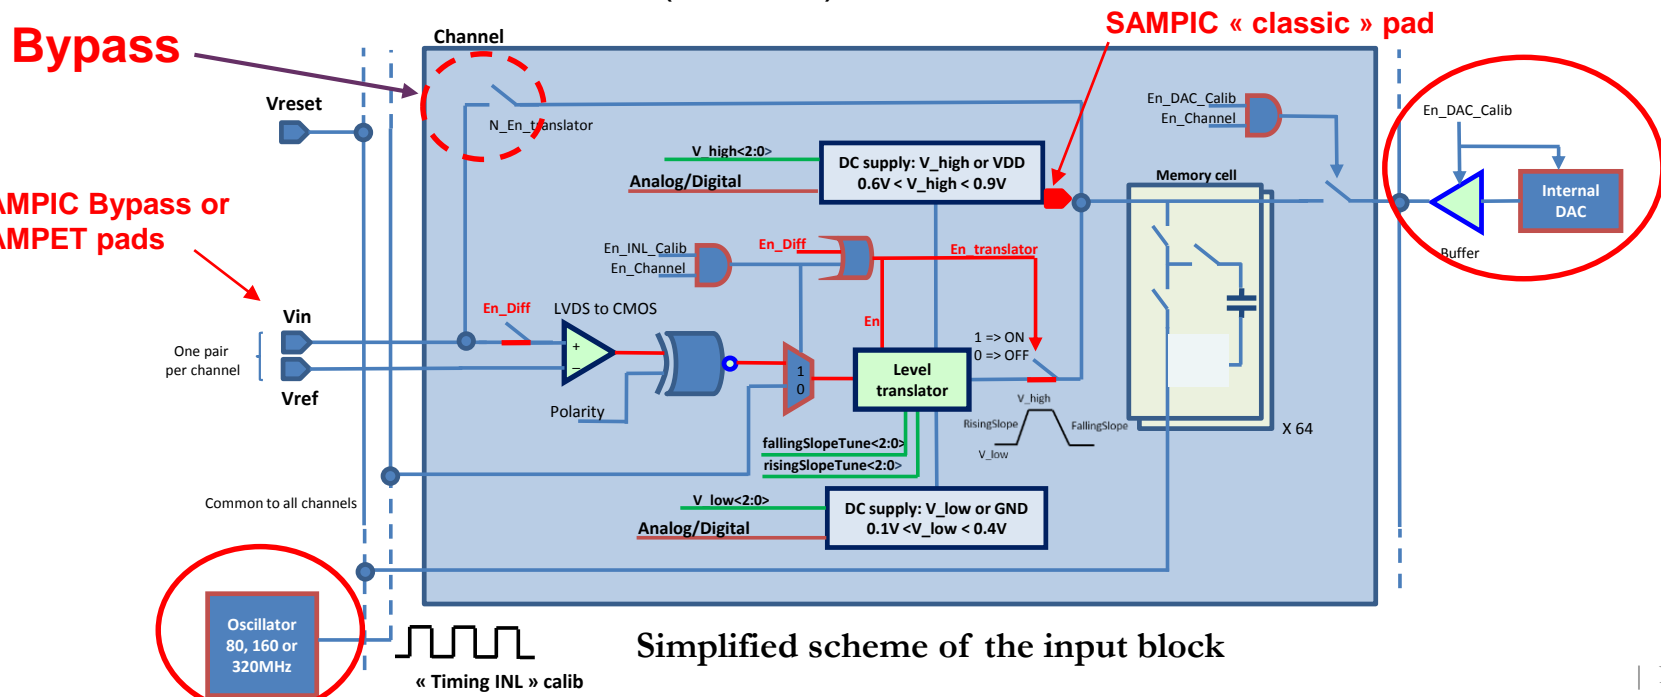 SAMPIC « classic » pad
Bypass
Channel
Vreset
N_En_translator
En_DAC_Calib
En_Channel
En_DAC_Calib
V_high<2:0>
Analog/Digital
DC supply: V_high or VDD
0.6V < V_high < 0.9V
Memory cell
Internal
DAC
Buffer
AMPIC Bypass or
AMPET pads
En_INL_Calib
En_Channel
En_Diff
En_translator
Vin
En_Diff
LVDS to CMOS
En
1 => ON
0 => OFF
One pair
per channel
+
–
1
0
Level
translator
Vref
Polarity
V_high
RisingSlope
FallingSlope
V_low
X 64
fallingSlopeTune<2:0>
risingSlopeTune<2:0>
Common to all channels
V_low<2:0>
Analog/Digital
DC supply: V_low or GND
0.1V <V_low < 0.4V
Oscillator
80, 160 or
320MHz
Simplified scheme of the input block
« Timing INL » calib